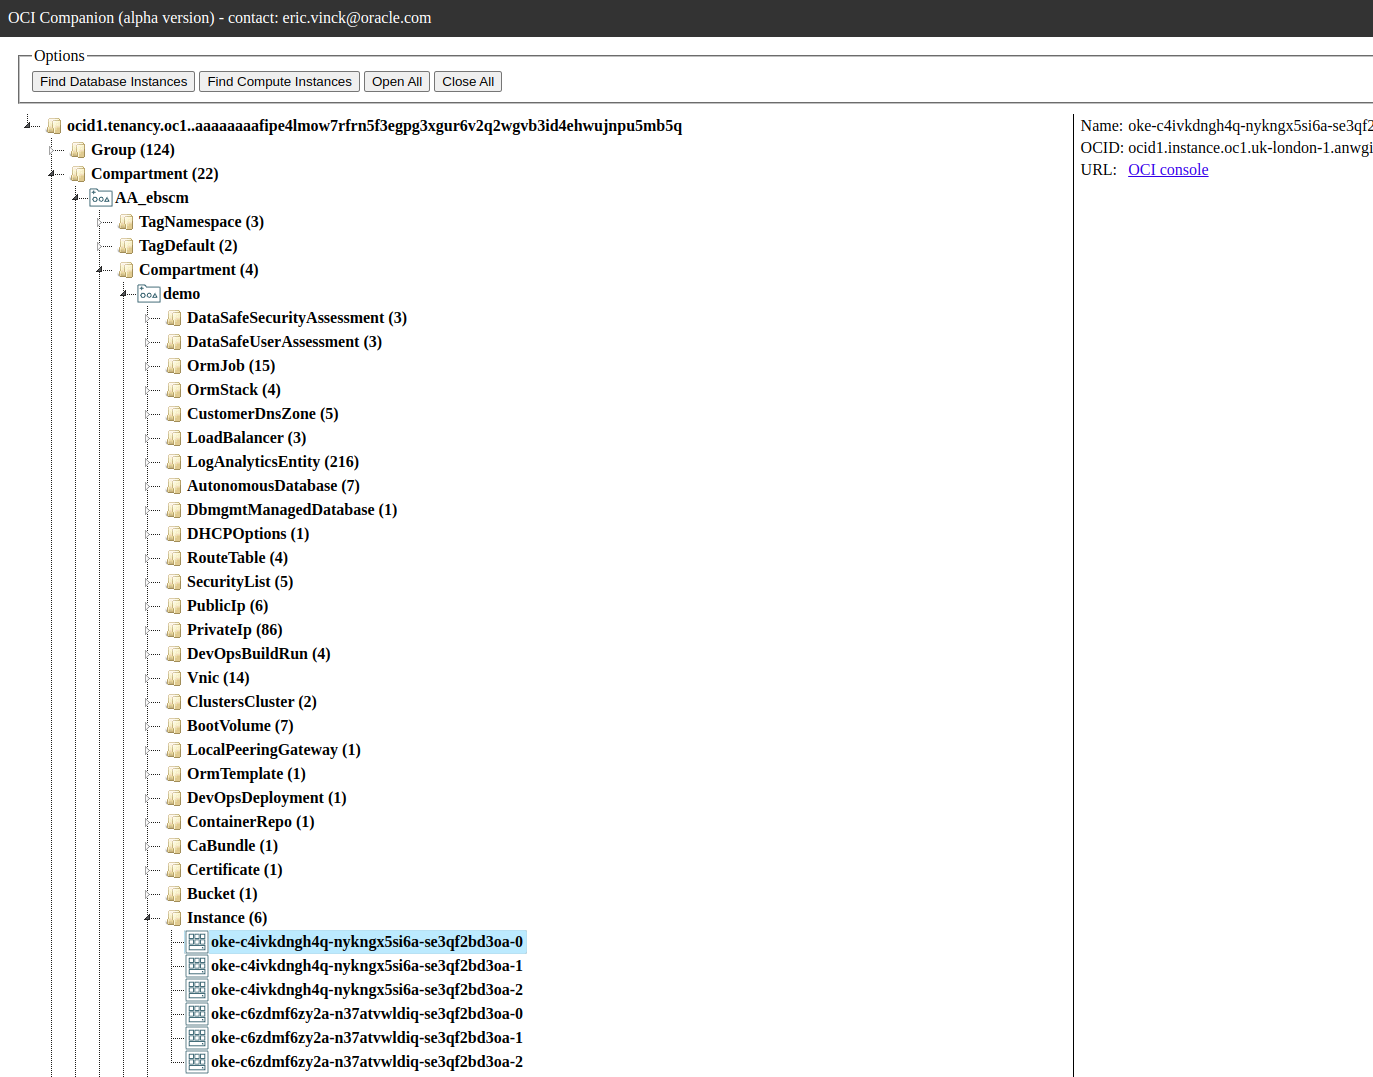 OCI Companion (alpha version) - contact: eric.vinck@oracle.com
Options
Find Database Instances Find Compute Instances Open All Close All
ocid1.tenancy.oc1..aaaaaaaafipe4lmow7rfrn5f3egpg3xgur6v2q2wgvb3id4ehwujnpu5mb5q
Group (124)
Compartment (22)
AA_ebscm
TagNamespace (3)
TagDefault (2)
Compartment (4)
demo
DataSafeSecurityAssessment (3)
DataSafeUserAssessment (3)
OrmJob (15)
OrmStack (4)
CustomerDnsZone (5)
LoadBalancer (3)
LogAnalyticsEntity (216)
AutonomousDatabase (7)
DbmgmtManagedDatabase (1)
DHCPOptions (1)
RouteTable (4)
SecurityList (5)
PublicIp (6)
PrivateIp (86)
DevOpsBuildRun (4)
Vnic (14)
ClustersCluster (2)
BootVolume (7)
LocalPeeringGateway (1)
OrmTemplate (1)
DevOpsDeployment (1)
ContainerRepo (1)
CaBundle (1)
Certificate (1)
Bucket (1)
Instance (6)
oke-c4ivkdngh4q-nykngx5si6a-se3qf2bd3oa-0
oke-c4ivkdngh4q-nykngx5si6a-se3qf2bd3oa-1
oke-c4ivkdngh4q-nykngx5si6a-se3qf2bd3oa-2
oke-c6zdmf6zy2a-n37atvwldiq-se3qf2bd3oa-0
oke-c6zdmf6zy2a-n37atvwldiq-se3qf2bd3oa-1
oke-c6zdmf6zy2a-n37atvwldiq-se3qf2bd3oa-2
Name: oke-c4ivkdngh4q-nykngx5si6a-se3qf2
OCID: ocid1.instance.oc1.uk-london-1.anwgi
URL: OCI console